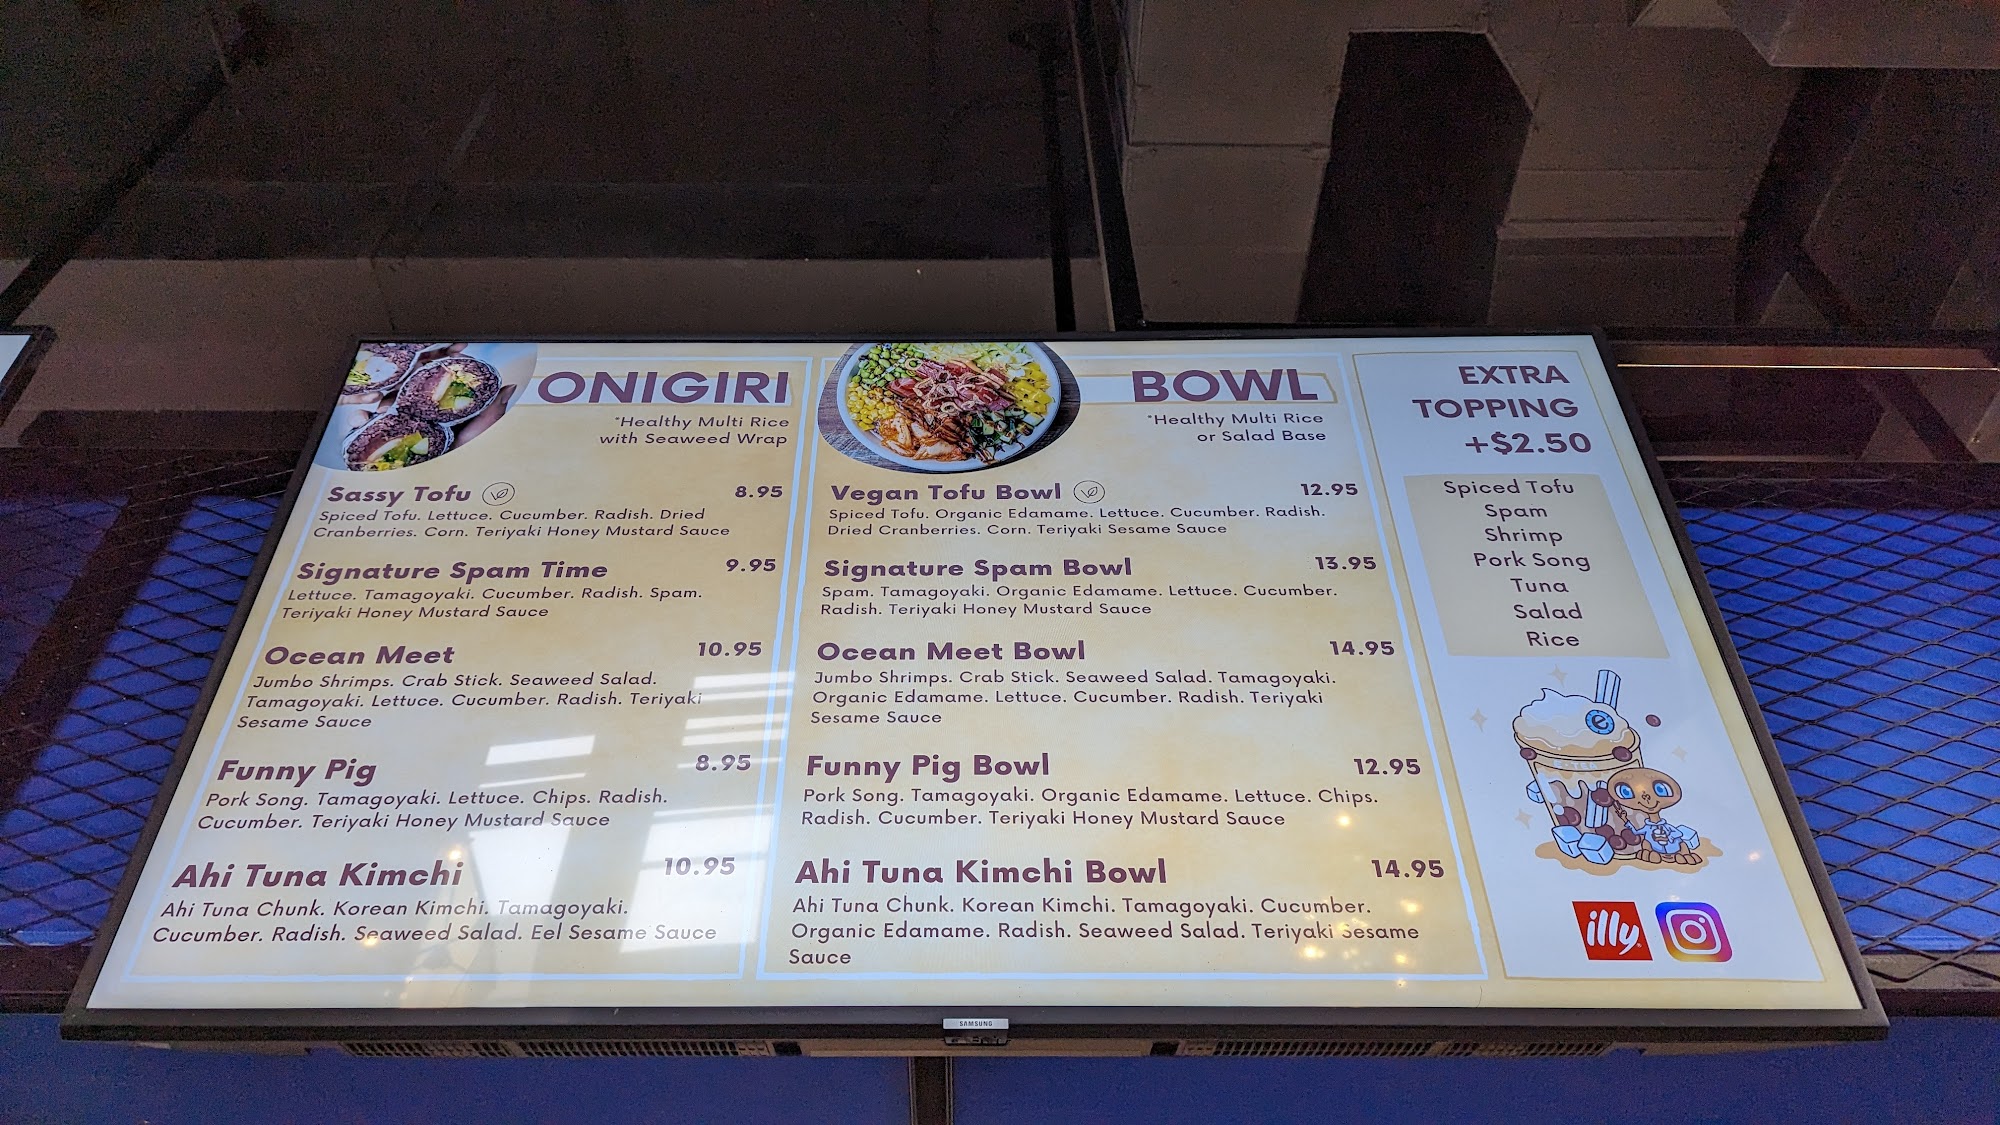 ONIGIRI
*Healthy Multi Rice
with Seaweed Wrap
Sassy Tofu
8.95
Spiced Tofu. Lettuce. Cucumber. Radish. Dried
Cranberries. Corn. Teriyaki Honey Mustard Sauce
Signature Spam Time
9.95
Lettuce. Tamagoyaki. Cucumber. Radish. Spam.
Teriyaki Honey Mustard Sauce
Ocean Meet
10.95
Jumbo Shrimps. Crab Stick. Seaweed Salad.
Tamagoyaki. Lettuce. Cucumber. Radish. Teriyaki
Sesame Sauce
Funny Pig
8.95
Pork Song. Tamagoyaki. Lettuce. Chips. Radish.
Cucumber. Teriyaki Honey Mustard Sauce
Ahi Tuna Kimchi
10.95
Ahi Tuna Chunk. Korean Kimchi. Tamagoyaki.
Cucumber. Radish. Seaweed Salad. Eel Sesame Sauce
BOWL
*Healthy Multi Rice
or Salad Base
Vegan Tofu Bowl
12.95
Spiced Tofu. Organic Edamame. Lettuce. Cucumber. Radish.
Dried Cranberries. Corn. Teriyaki Sesame Sauce
Signature Spam Bowl
13.95
Spam. Tamagoyaki. Organic Edamame. Lettuce. Cucumber.
Radish. Teriyaki Honey Mustard Sauce
Ocean Meet Bowl
14.95
Jumbo Shrimps. Crab Stick. Seaweed Salad. Tamagoyaki.
Organic Edamame. Lettuce. Cucumber. Radish. Teriyaki
Sesame Sauce
Funny Pig Bowl
12.95
Pork Song. Tamagoyaki. Organic Edamame. Lettuce. Chips.
Radish. Cucumber. Teriyaki Honey Mustard Sauce
Ahi Tuna Kimchi Bowl
14.95
Ahi Tuna Chunk. Korean Kimchi. Tamagoyaki. Cucumber.
Organic Edamame. Radish. Seaweed Salad. Teriyaki Sesame
Sauce
EXTRA
TOPPING
+$2.50
Spiced Tofu
Spam
Shrimp
Pork Song
Tuna
Salad
Rice
e
illy
SAMSUNG